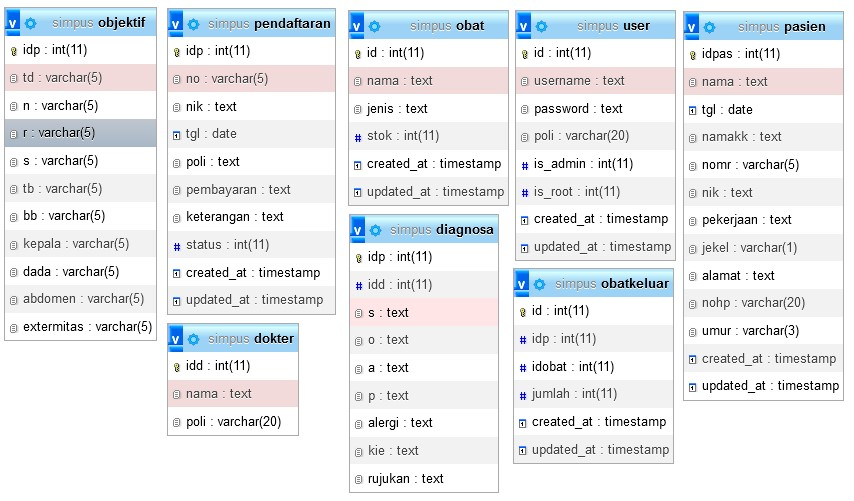 simpus objektif
idp : int(11)
td : varchar(5)
n : varchar(5)
r : varchar(5)
s : varchar(5)
tb : varchar(5)
bb : varchar(5)
kepala : varchar(5)
dada : varchar(5)
abdomen : varchar(5)
extermitas : varchar(5)
simpus pendaftaran
idp : int(11)
no : varchar(5)
nik : text
tgl : date
poli : text
pembayaran : text
keterangan : text
status : int(11)
created_at : timestamp
updated_at : timestamp
simpus dokter
idd : int(11)
nama : text
poli : varchar(20)
simpus obat
id : int(11)
nama : text
jenis : text
stok : int(11)
created_at : timestamp
updated_at : timestamp
simpus diagnosa
idp : int(11)
idd : int(11)
s : text
o : text
a : text
p : text
alergi : text
kie : text
rujukan : text
simpus user
id : int(11)
username : text
password : text
poli : varchar(20)
is_admin : int(11)
is_root : int(11)
created_at : timestamp
updated_at : timestamp
simpus obatkeluar
id : int(11)
idp : int(11)
idobat : int(11)
jumlah : int(11)
created_at : timestamp
updated_at : timestamp
simpus pasien
idpas : int(11)
nama : text
tgl : date
namakk : text
nomr : varchar(5)
nik : text
pekerjaan : text
jekel : varchar(1)
alamat : text
nohp : varchar(20)
umur : varchar(3)
created_at : timestamp
updated_at : timestamp